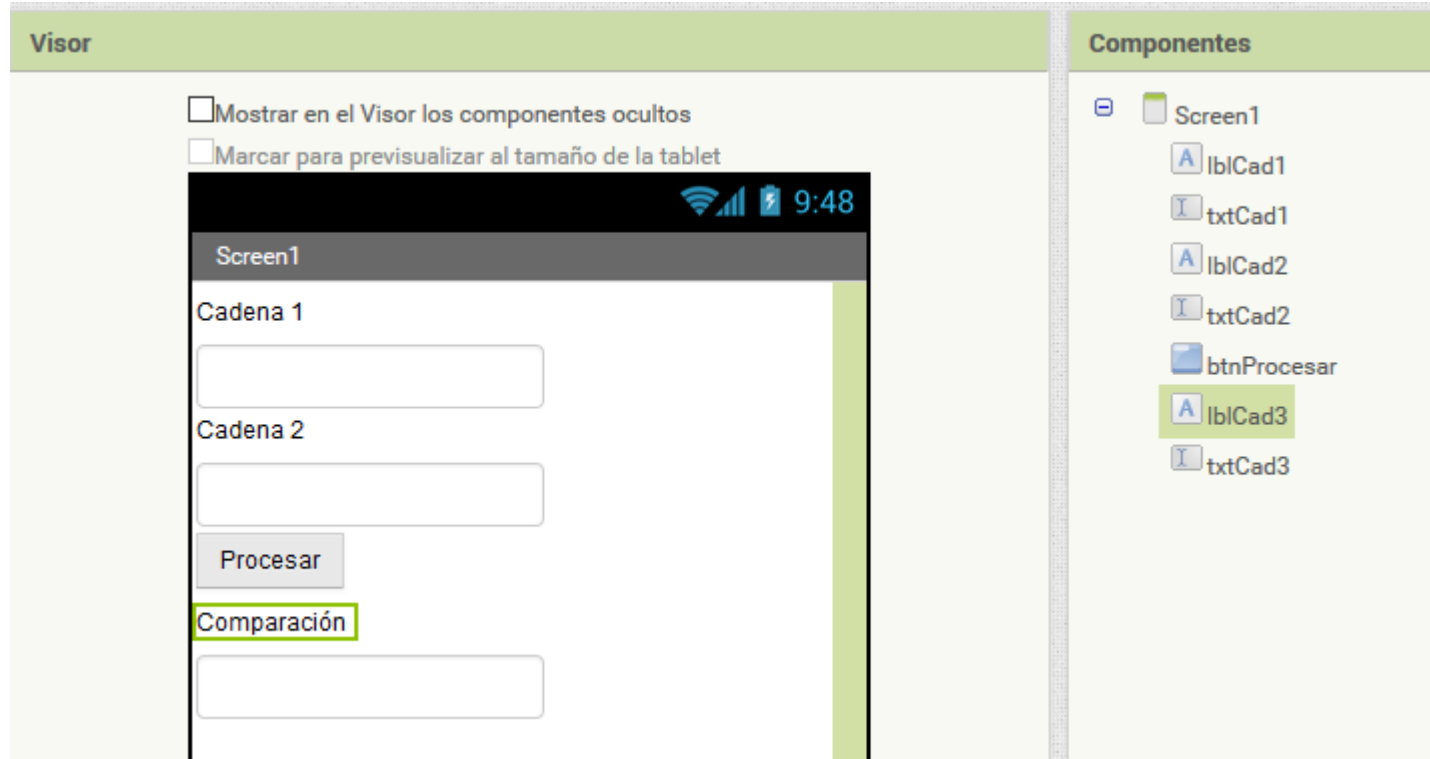 Visor
Mostrar en el Visor los componentes ocultos
Marcar para previsualizar al tamaño de la tablet
9:48
Screen1
Cadena 1
Cadena 2
Procesar
Comparación
Componentes
Screen1
lblCad1
txtCad1
lblCad2
txtCad2
btnProcesar
lblCad3
txtCad3